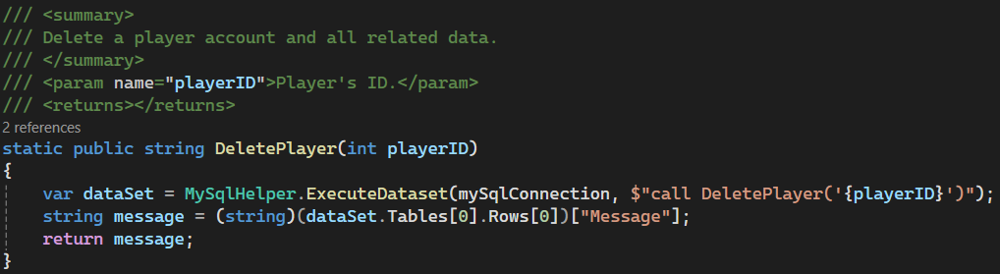 /// <summary>
/// Delete a player account and all related data.
/// </summary>
/// <param name="playerID">Player's ID.</param>
/// <returns></returns>
2 references
static public string DeletePlayer(int playerID)
{
    var dataSet = MySqlHelper.ExecuteDataset(mySqlConnection, $"call DeletePlayer('{playerID}')");
    string message = (string)(dataSet.Tables[0].Rows[0])["Message"];
    return message;
}